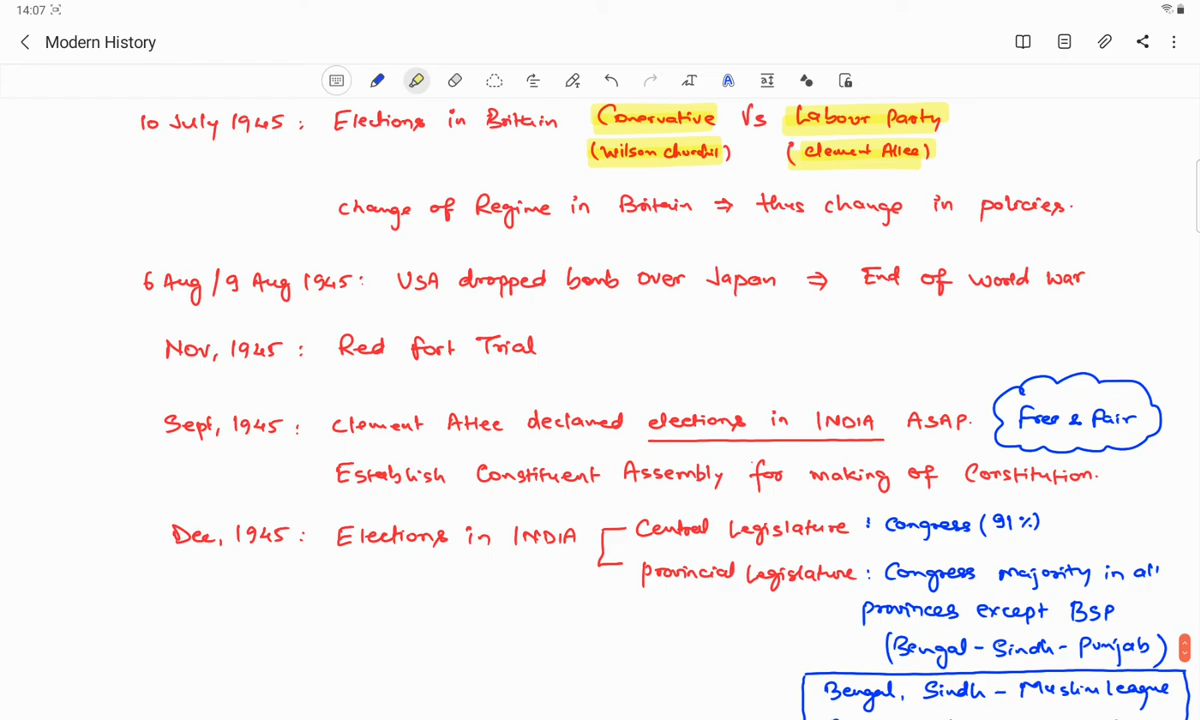 14:07
Modern History
10 July 1945 : Elections in Britain Conservative Vs Labour Party
(Wilson Churchil) (Clement Atlee)
Change of Regime in Britain ⇒ thus change in policies.
6 Aug / 9 Aug 1945 : USA dropped bomb over Japan ⇒ End of world war
Nov, 1945 : Red fort Trial
Sept, 1945 : Clement Atlee declared elections in INDIA ASAP. Free & Fair
Establish Constituent Assembly for making of Constitution.
Dec, 1945 : Elections in INDIA Central Legislature : Congress (91%)
Provincial Legislature : Congress majority in all
provinces except BSP
(Bengal - Sindh - Punjab)
Bengal, Sindh - Muslim league